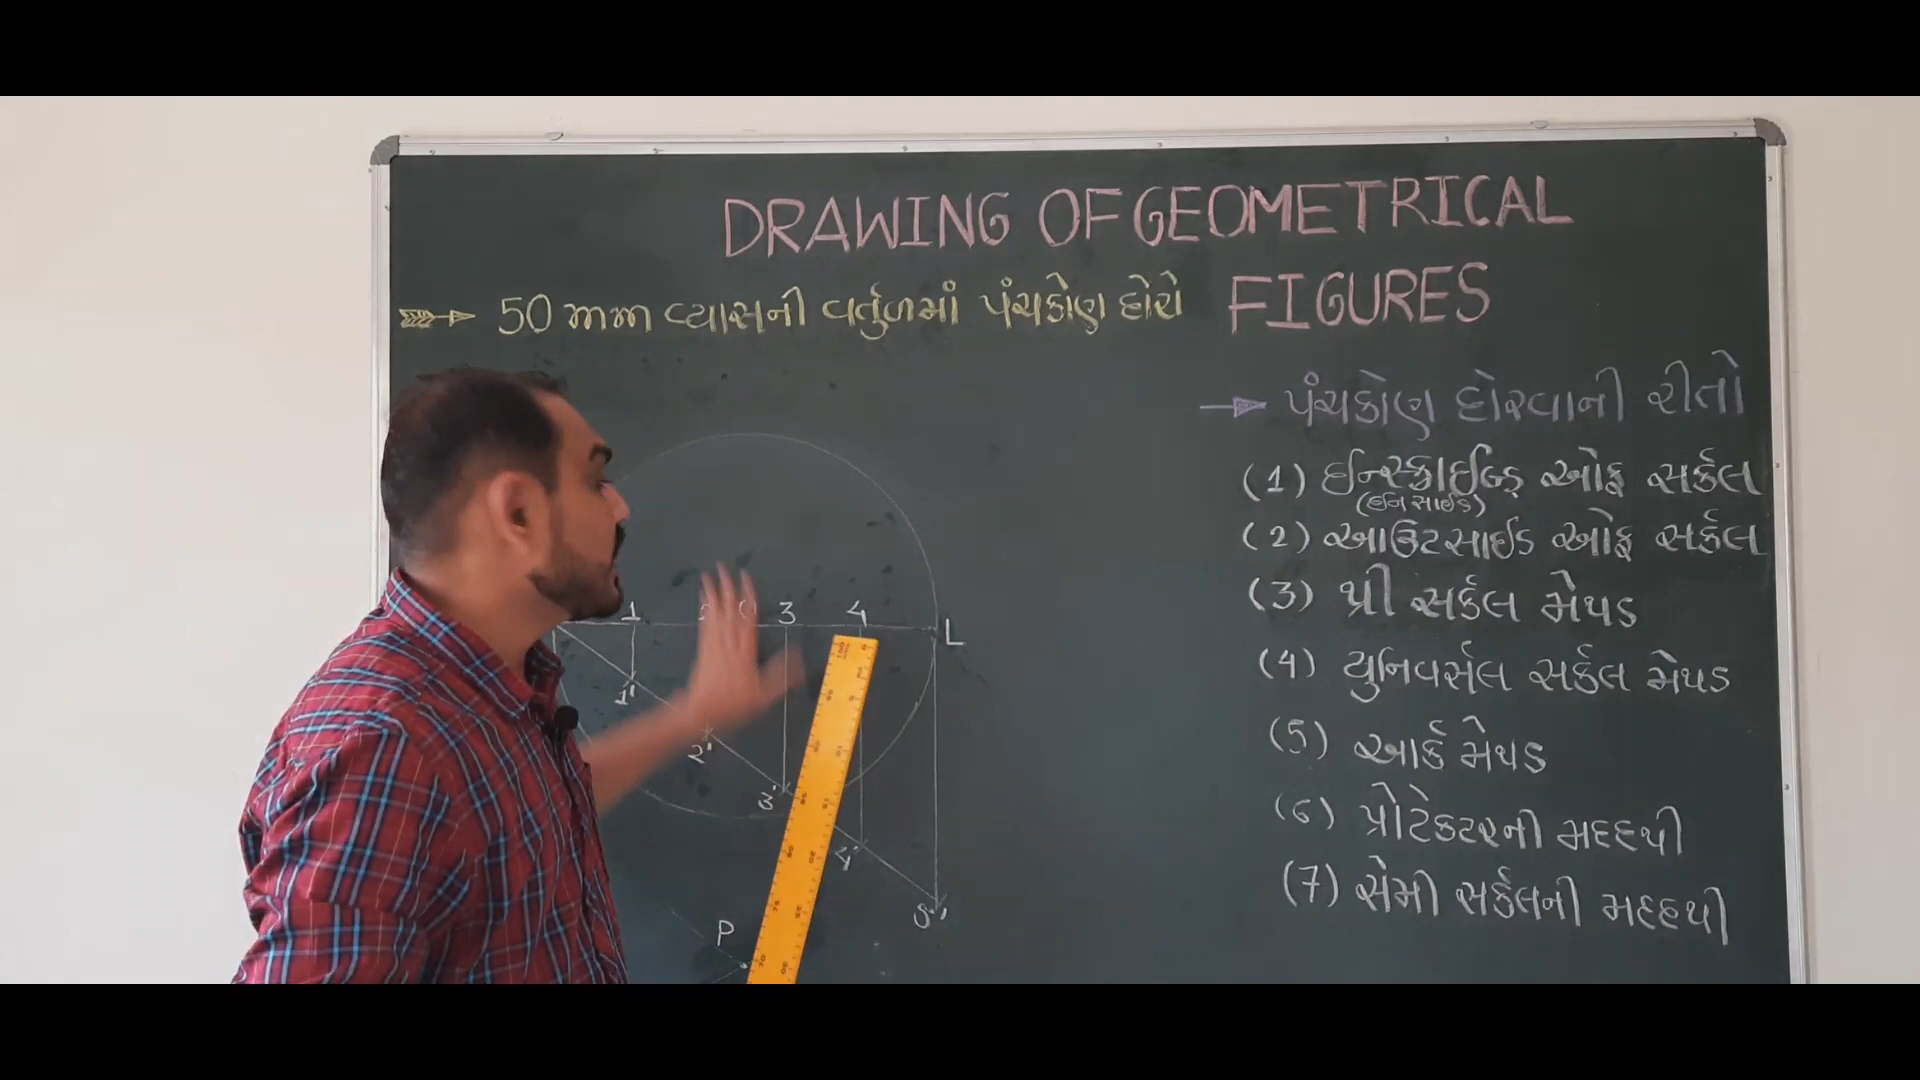 DRAWING OF GEOMETRICAL
FIGURES
50 mm વ્યાસની વર્તુળમાં પંચકોણ દોરો
પંચકોણ દોરવાની રીતો
(1) ઈન્સ્ક્રાઈબ્ડ ઓફ સર્કલ
(ઈનસાઈડ)
(2) આઉટસાઈડ ઓફ સર્કલ
(3) થ્રી સર્કલ મેથડ
(4) યુનિવર્સલ સર્કલ મેથડ
(5) આર્ક મેથડ
(6) પ્રોટેક્ટરની મદદથી
(7) સેમી સર્કલની મદદથી
1 3 4 L
1'
2'
3'
4'
5'
P